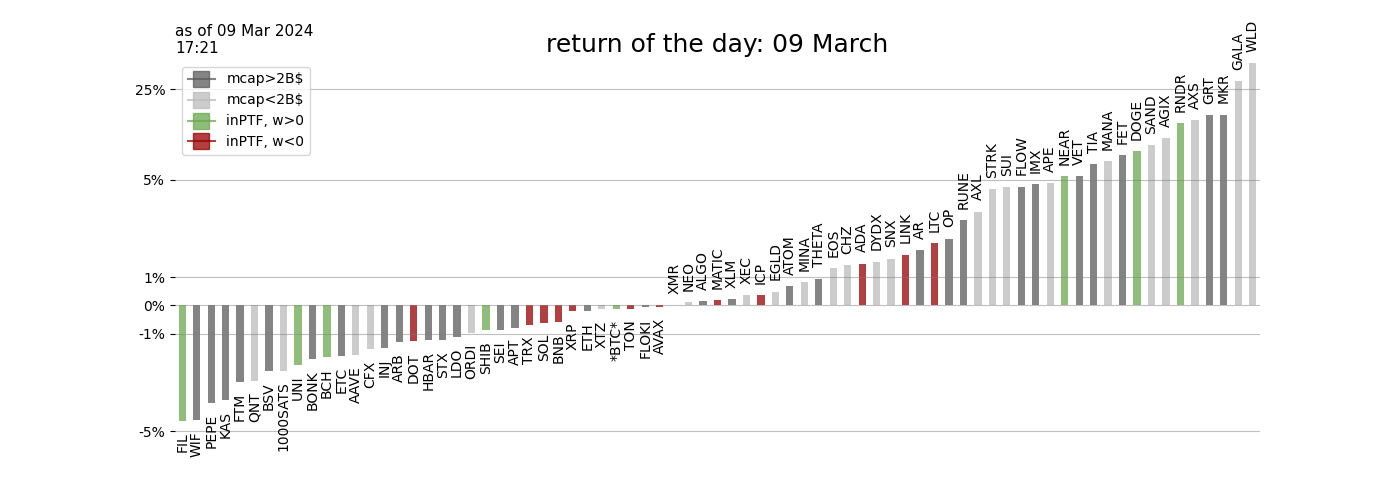 as of 09 Mar 2024
17:21
return of the day: 09 March
mcap>2B$
mcap<2B$
inPTF, w>0
inPTF, w<0
25%
5%
1%
0%
-1%
-5%
FIL
WIF
PEPE
KAS
FTM
QNT
BSV
1000SATS
UNI
BONK
BCH
ETC
AAVE
CFX
INJ
ARB
DOT
HBAR
STX
LDO
ORDI
SHIB
SEI
APT
TRX
SOL
BNB
XRP
ETH
XTZ
*BTC*
TON
FLOKI
AVAX
XMR
NEO
ALGO
MATIC
XLM
XEC
ICP
EGLD
ATOM
MINA
THETA
EOS
CHZ
ADA
DYDX
SNX
LINK
AR
LTC
OP
RUNE
AXL
STRK
SUI
FLOW
IMX
APE
NEAR
VET
TIA
MANA
FET
DOGE
SAND
AGIX
RNDR
AXS
GRT
MKR
GALA
WLD